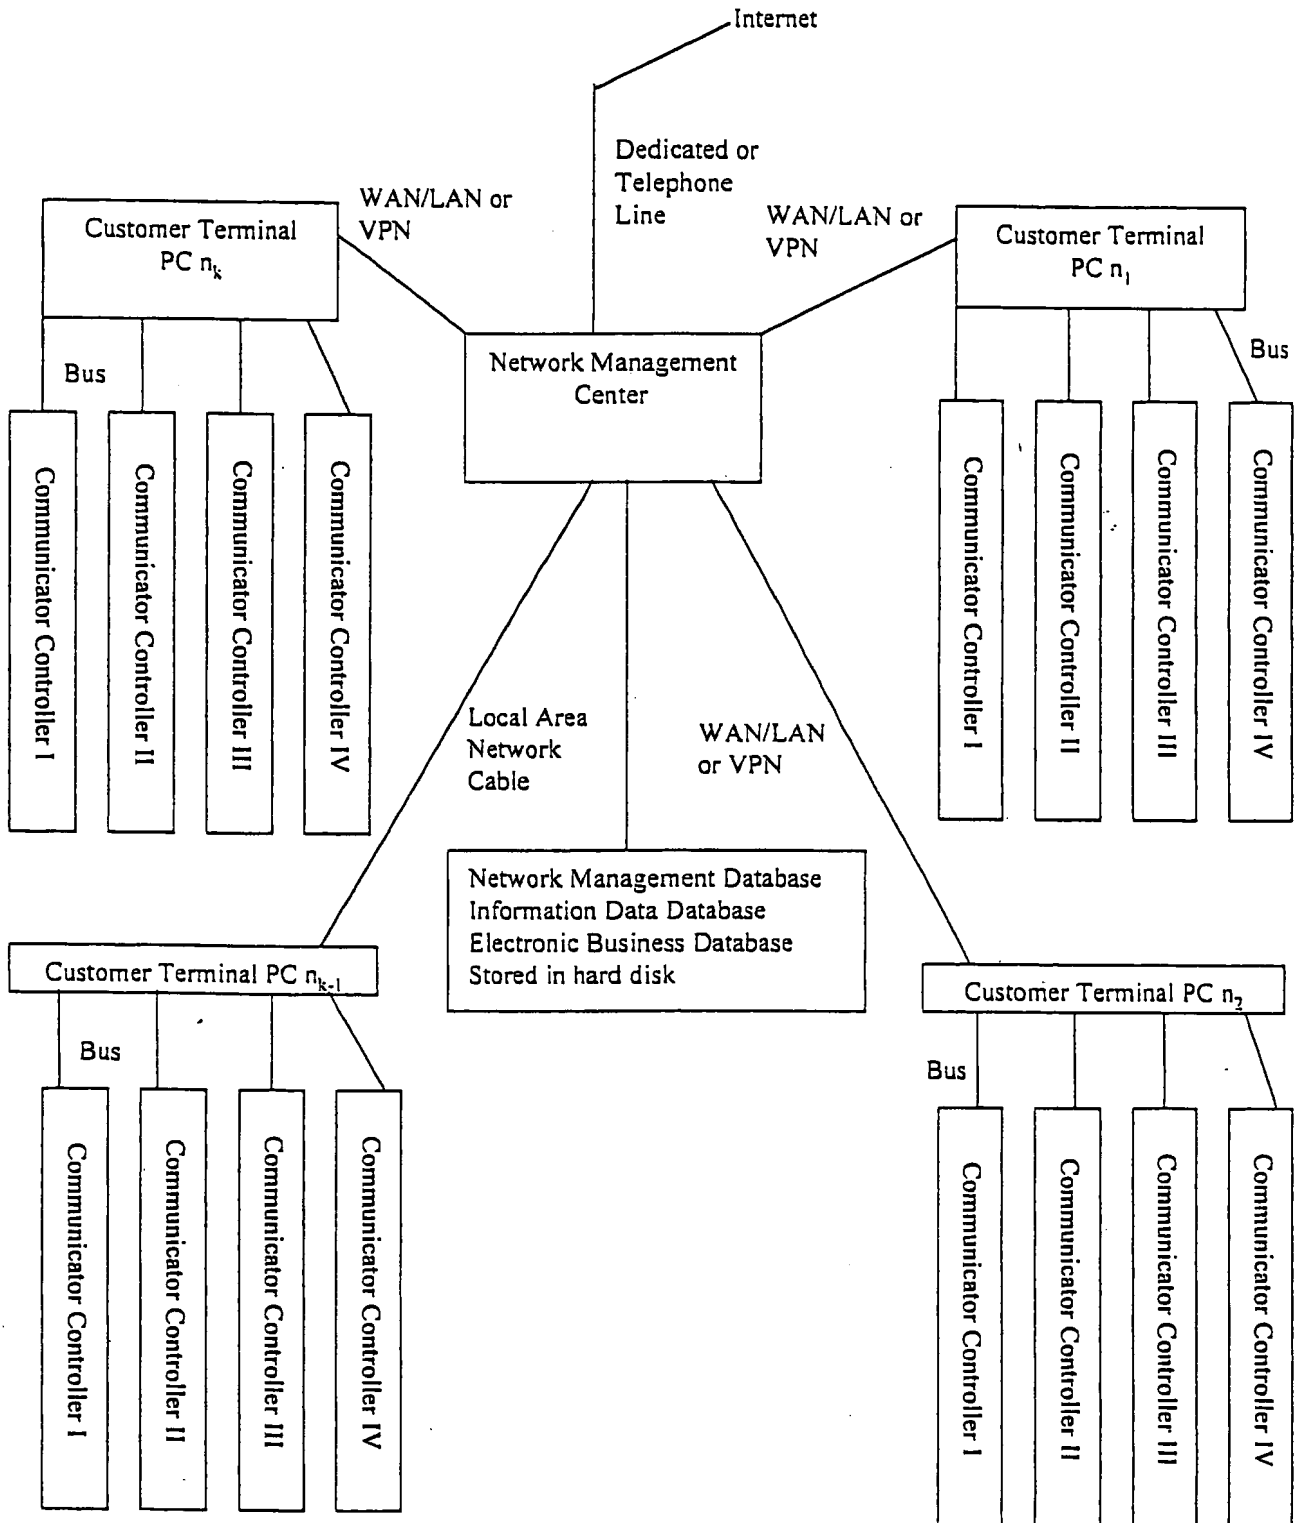 Internet
Dedicated or
Telephone
Line
WAN/LAN or
VPN
WAN/LAN or
VPN
Customer Terminal
PC nk
Customer Terminal
PC n1
Network Management
Center
Bus
Bus
Communicator Controller I
Communicator Controller II
Communicator Controller III
Communicator Controller IV
Communicator Controller I
Communicator Controller II
Communicator Controller III
Communicator Controller IV
Local Area
Network
Cable
WAN/LAN
or VPN
Network Management Database
Information Data Database
Electronic Business Database
Stored in hard disk
Customer Terminal PC nk-1
Customer Terminal PC n2
Bus
Bus
Communicator Controller I
Communicator Controller II
Communicator Controller III
Communicator Controller IV
Communicator Controller I
Communicator Controller II
Communicator Controller III
Communicator Controller IV